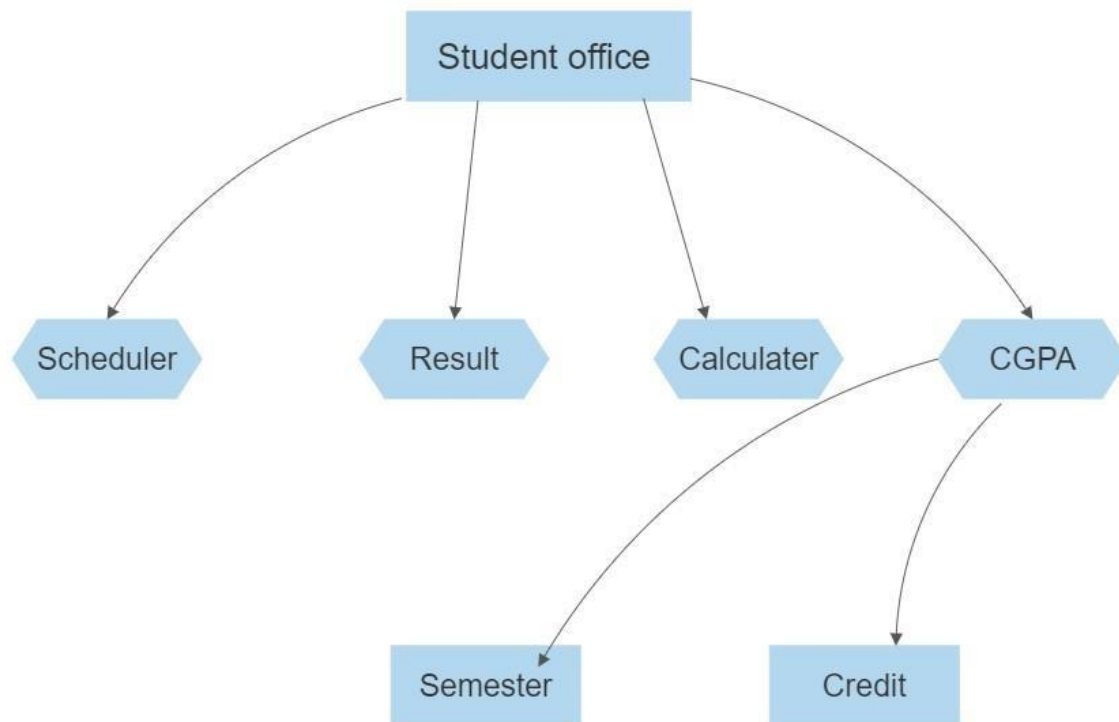 Student office
Scheduler
Result
Calculater
CGPA
Semester
Credit